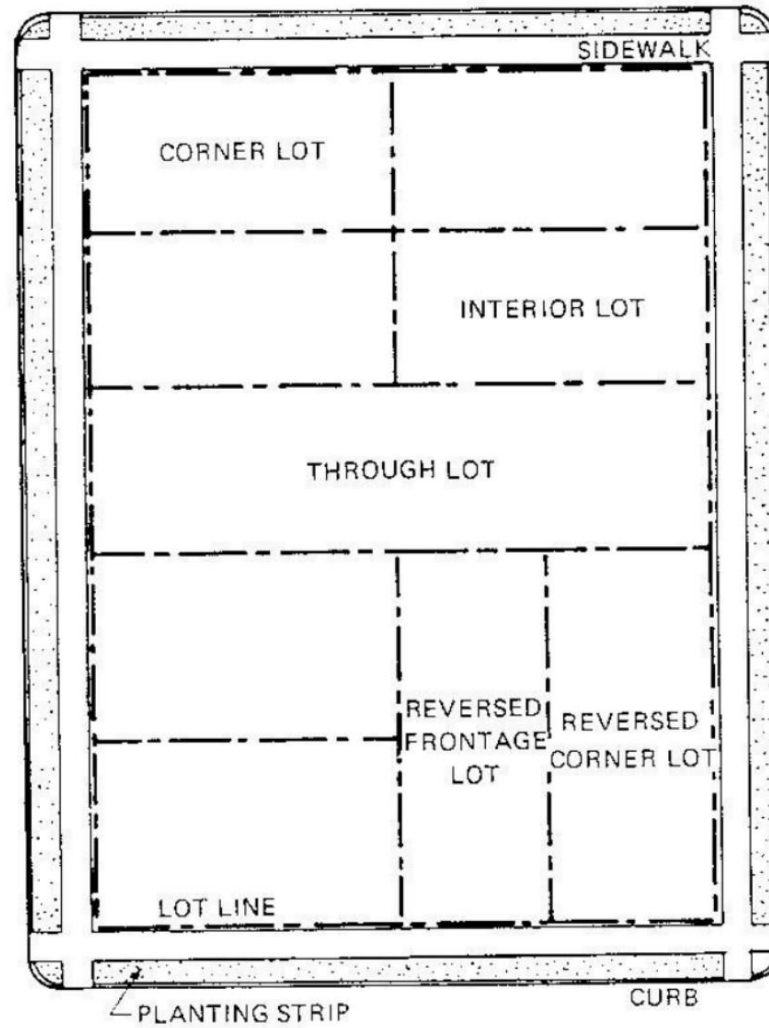 SIDEWALK
CORNER LOT
INTERIOR LOT
THROUGH LOT
REVERSED
FRONTAGE
LOT
REVERSED
CORNER LOT
LOT LINE
PLANTING STRIP
CURB